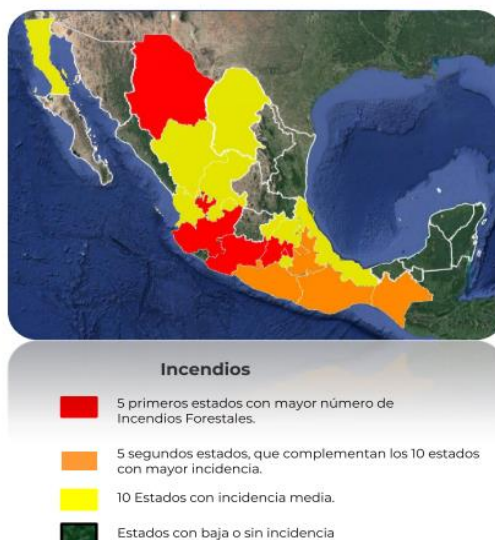 Incendios
5 primeros estados con mayor número de
Incendios Forestales.
5 segundos estados, que complementan los 10 estados
con mayor incidencia.
10 Estados con incidencia media.
Estados con baja o sin incidencia